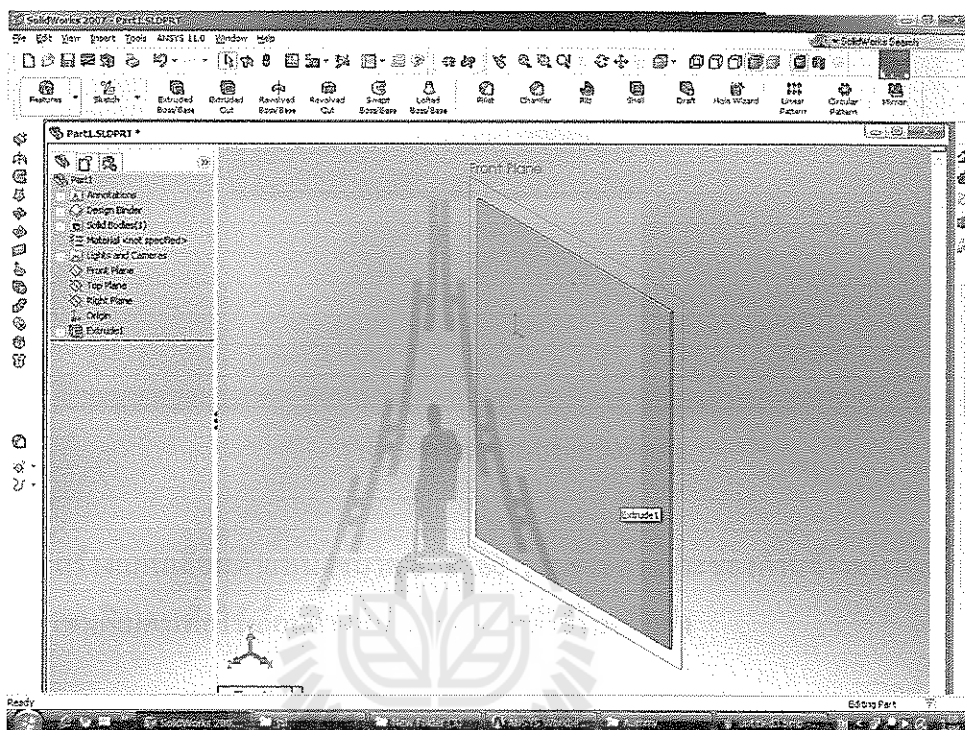 SolidWorks 2007 - Part1.SLDPRT
File Edit View Insert Tools ANSYS 11.0 Window Help
SolidWorks Search
Features
Sketch
Extruded Boss/Base
Extruded Cut
Revolved Boss/Base
Revolved Cut
Swept Boss/Base
Lofted Boss/Base
Fillet
Chamfer
Rib
Shell
Draft
Hole Wizard
Linear Pattern
Circular Pattern
Mirror
Part1.SLDPRT *
Part1
Annotations
Design Binder
Solid Bodies(1)
Material <not specified>
Lights and Cameras
Front Plane
Top Plane
Right Plane
Origin
Extrude1
Front Plane
Extrude1
Ready
Editing Part